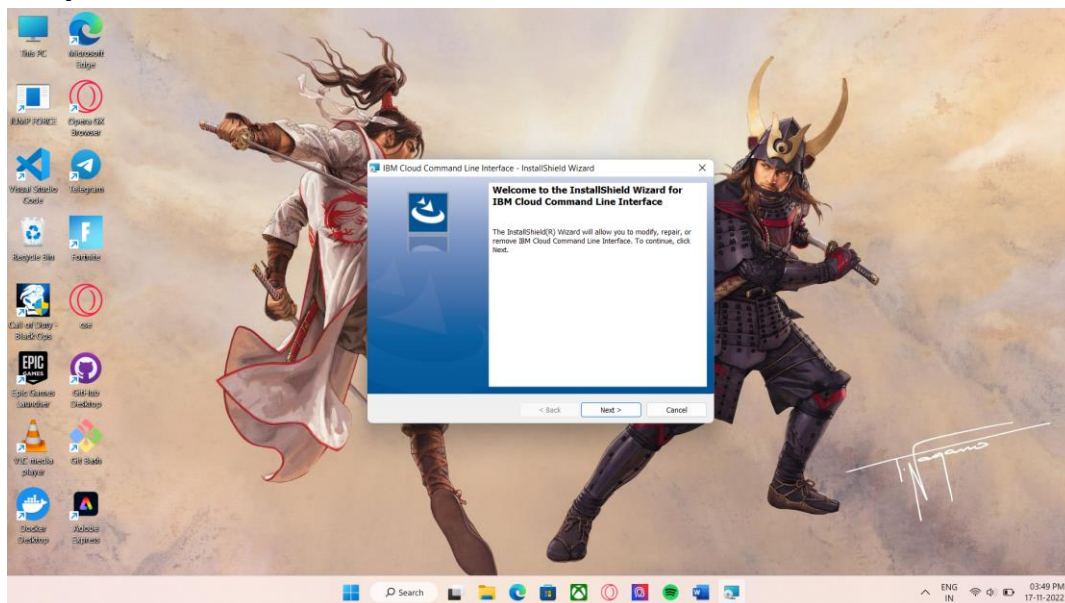 This PC
Microsoft
Edge
JUMP FORCE
Opera GX
Browser
Visual Studio
Code
Telegram
Recycle Bin
Fortnite
Call of Duty -
Black Ops
EPIC
GAMES
Epic Games
Launcher
GitHub
Desktop
VLC media
player
Git Bash
Docker
Desktop
Adobe
Express
IBM Cloud Command Line Interface - InstallShield Wizard
Welcome to the InstallShield Wizard for
IBM Cloud Command Line Interface
The InstallShield(R) Wizard will allow you to modify, repair, or
remove IBM Cloud Command Line Interface. To continue, click
Next.
< Back
Next >
Cancel
T. Nagano
Search
ENG
IN
03:49 PM
17-11-2022